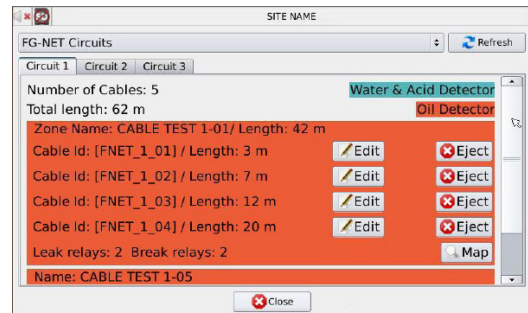 SITE NAME
FG-NET Circuits
Refresh
Circuit 1 Circuit 2 Circuit 3
Number of Cables: 5 Water & Acid Detector
Total length: 62 m Oil Detector
Zone Name: CABLE TEST 1-01/ Length: 42 m
Cable Id: [FNET_1_01] / Length: 3 m Edit Eject
Cable Id: [FNET_1_02] / Length: 7 m Edit Eject
Cable Id: [FNET_1_03] / Length: 12 m Edit Eject
Cable Id: [FNET_1_04] / Length: 20 m Edit Eject
Leak relays: 2 Break relays: 2 Map
Name: CABLE TEST 1-05
Close